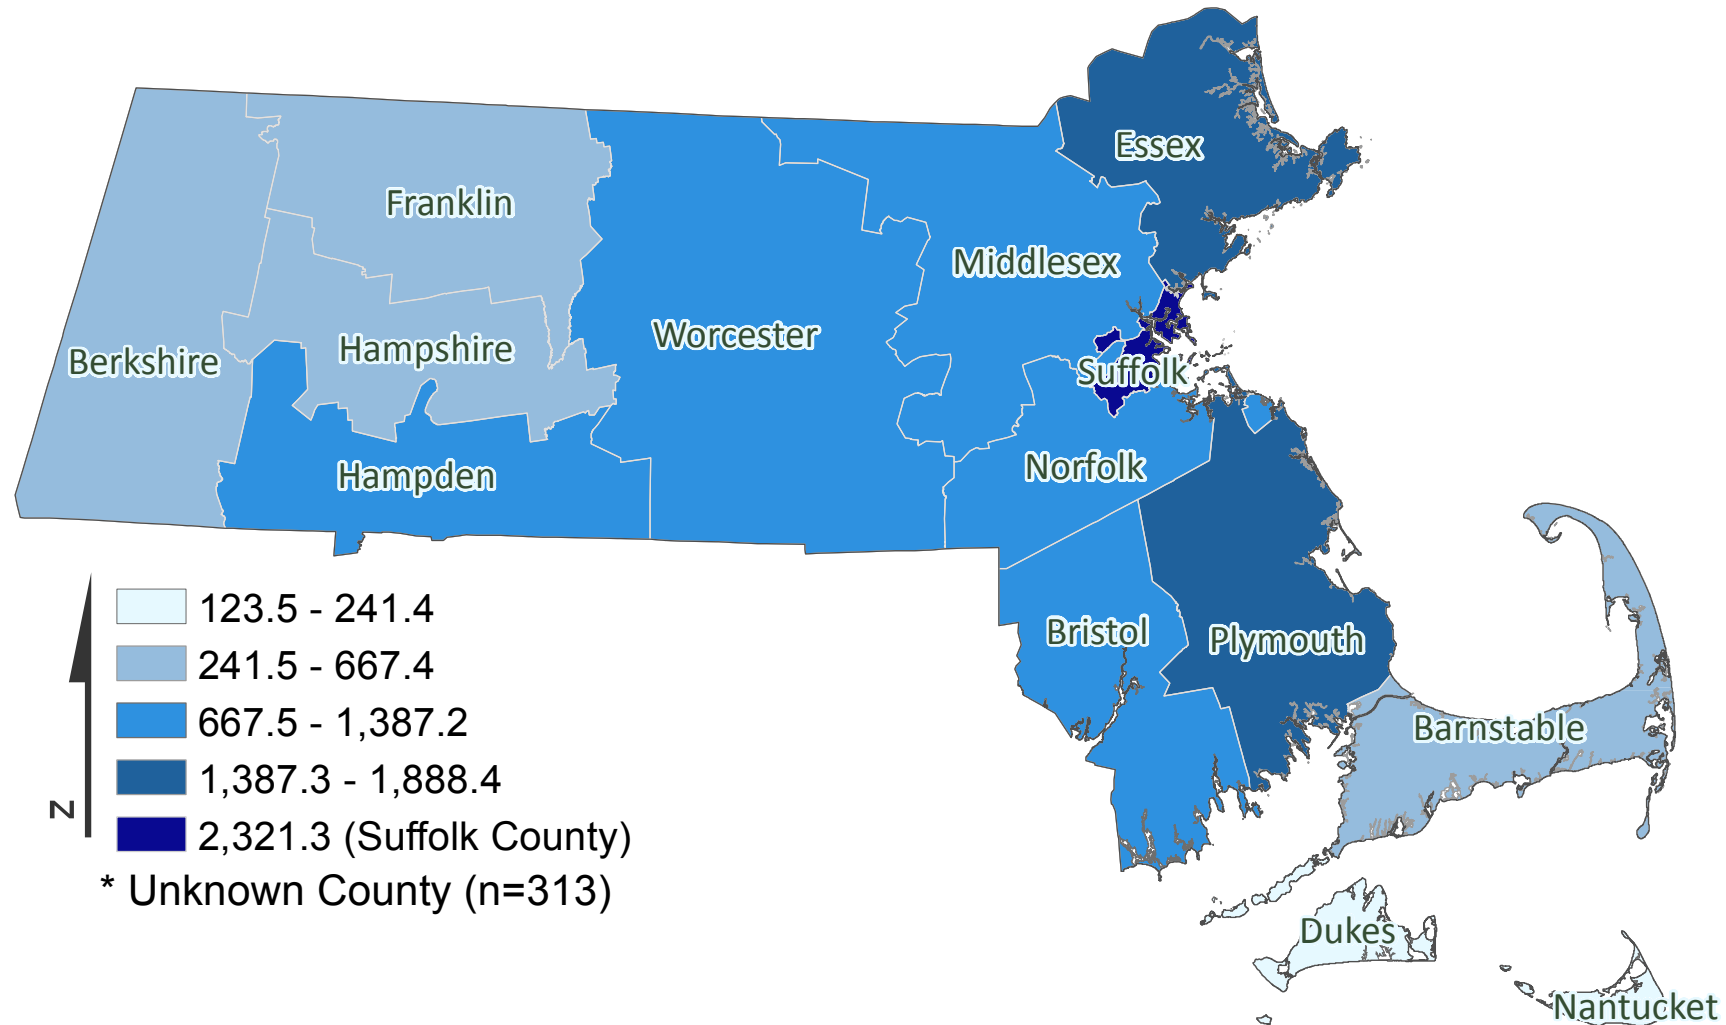 Essex
Franklin
Middlesex
Worcester
Hampshire
Berkshire
Suffolk
Norfolk
Hampden
123.5 - 241.4
241.5 - 667.4
667.5 - 1,387.2
1,387.3 - 1,888.4
2,321.3 (Suffolk County)
* Unknown County (n=313)
N
Bristol
Plymouth
Barnstable
Dukes
Nantucket